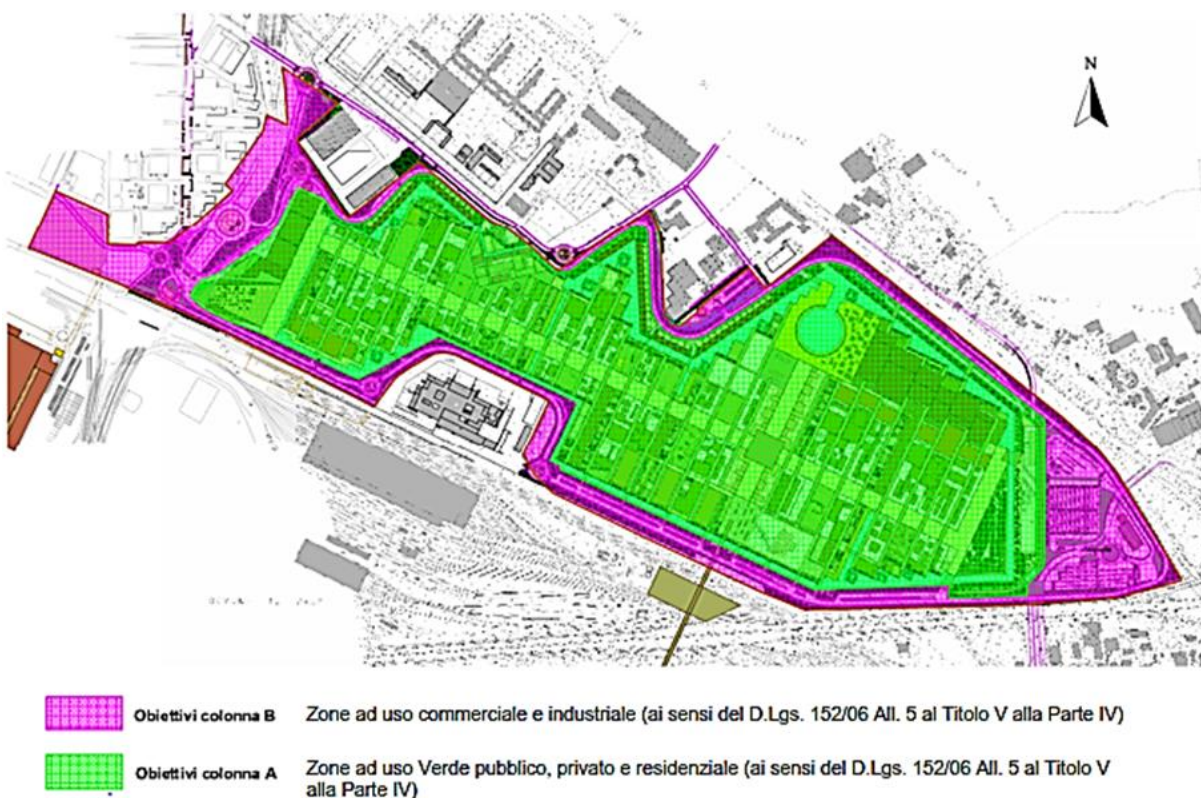 N
Obiettivi colonna B Zone ad uso commerciale e industriale (ai sensi del D.Lgs. 152/06 All. 5 al Titolo V alla Parte IV)
Obiettivi colonna A Zone ad uso Verde pubblico, privato e residenziale (ai sensi del D.Lgs. 152/06 All. 5 al Titolo V
alla Parte IV)